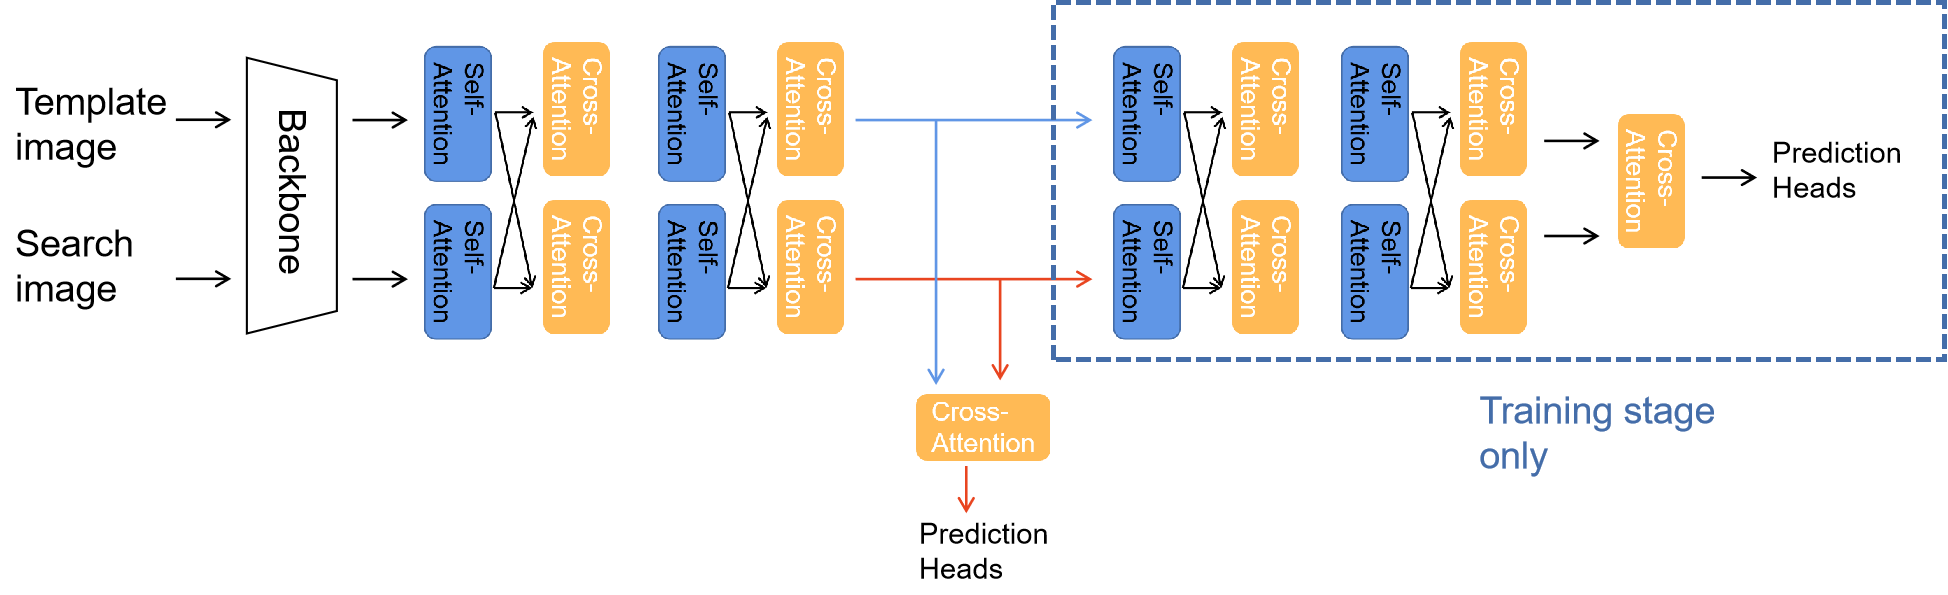 Template
image
Search
image
Backbone
Self-
Attention
Cross-
Attention
Self-
Attention
Cross-
Attention
Self-
Attention
Cross-
Attention
Self-
Attention
Cross-
Attention
Self-
Attention
Cross-
Attention
Self-
Attention
Cross-
Attention
Self-
Attention
Cross-
Attention
Self-
Attention
Cross-
Attention
Cross-
Attention
Prediction
Heads
Cross-
Attention
Prediction
Heads
Training stage
only